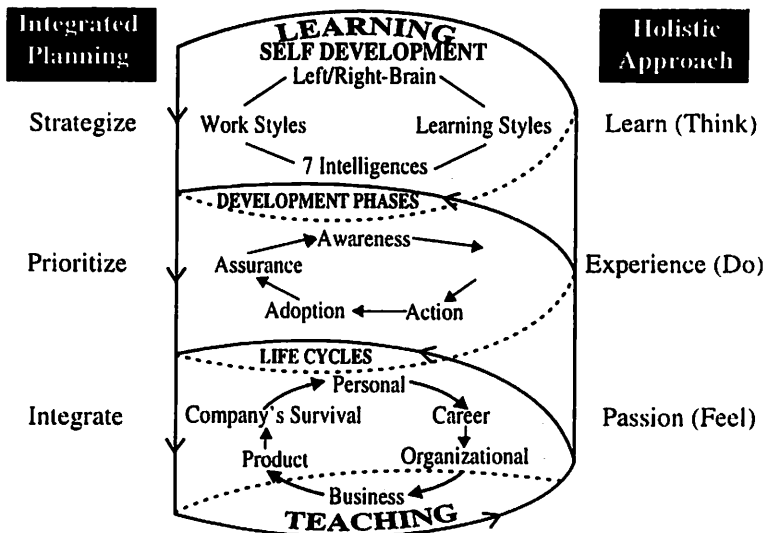 Integrated
Planning
LEARNING
SELF DEVELOPMENT
Holistic
Approach
Left/Right-Brain
Strategize
Work Styles
Learning Styles
Learn (Think)
7 Intelligences
DEVELOPMENT PHASES
Awareness
Prioritize
Assurance
Experience (Do)
Adoption
Action
LIFE CYCLES
Personal
Integrate
Company's Survival
Career
Passion (Feel)
Product
Organizational
Business
TEACHING